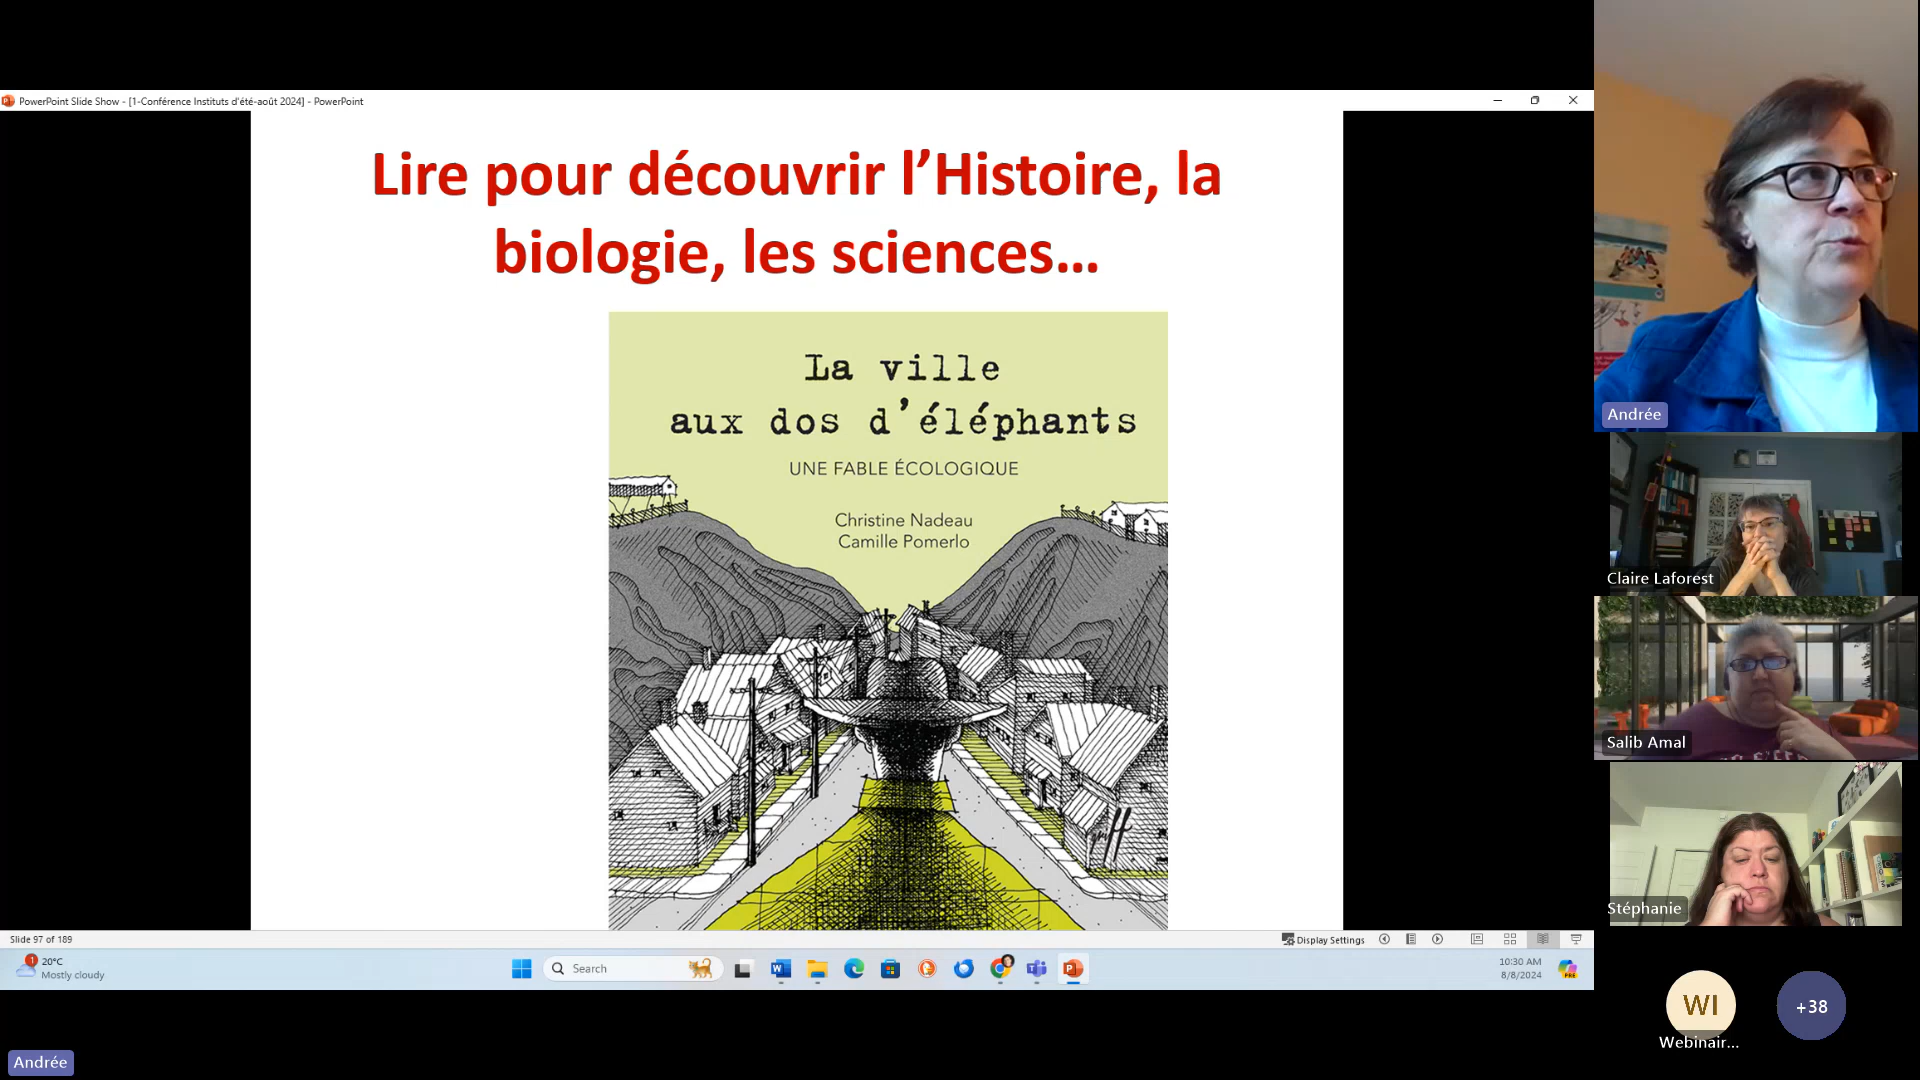 PowerPoint Slide Show - [1-Conférence Instituts d'été-août 2024] - PowerPoint
Lire pour découvrir l’Histoire, la
biologie, les sciences…
La ville
aux dos d’éléphants
UNE FABLE ÉCOLOGIQUE
Christine Nadeau
Camille Pomerlo
Slide 97 of 189
Display Settings
1
20°C
Mostly cloudy
Search
PRE
10:30 AM
8/8/2024
Andrée
Claire Laforest
Salib Amal
Stéphanie
WI
+38
Webinair...
Andrée